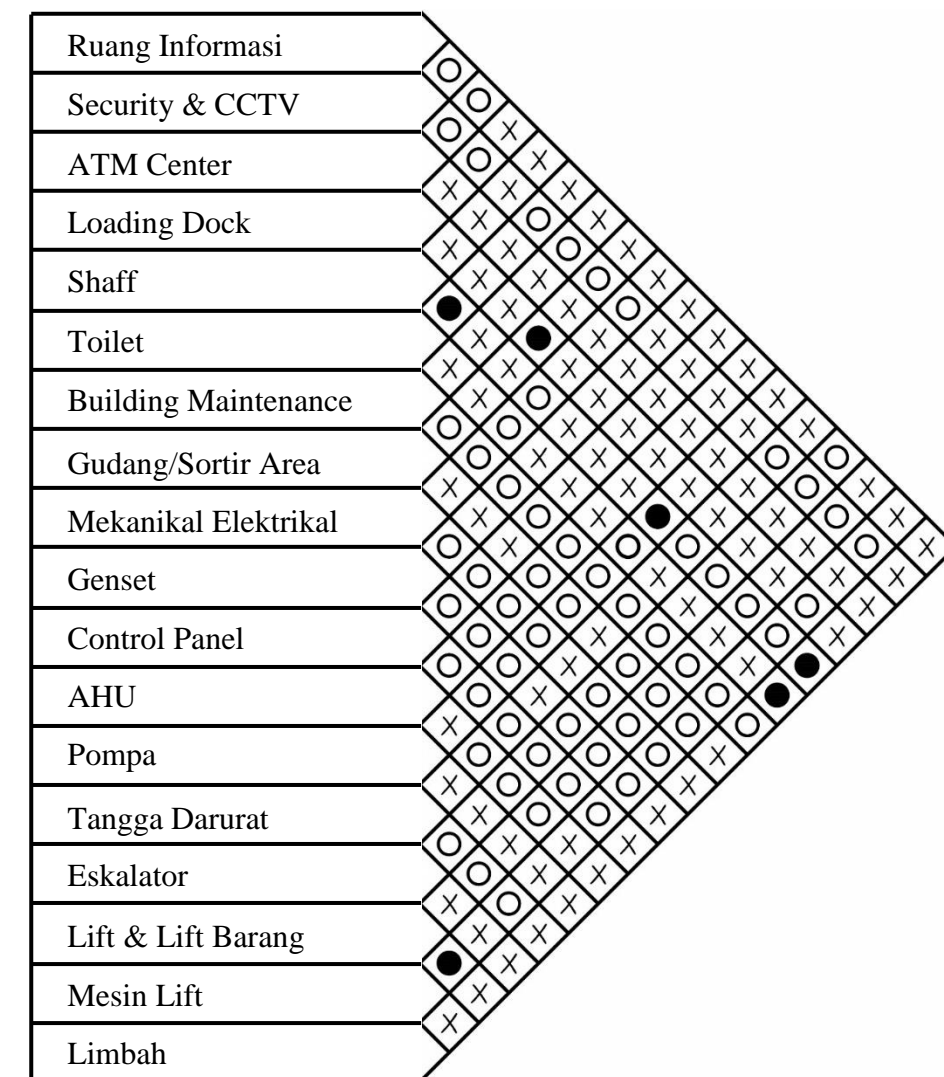 Ruang Informasi
Security & CCTV
ATM Center
Loading Dock
Shaff
Toilet
Building Maintenance
Gudang/Sortir Area
Mekanikal Elektrikal
Genset
Control Panel
AHU
Pompa
Tangga Darurat
Eskalator
Lift & Lift Barang
Mesin Lift
Limbah